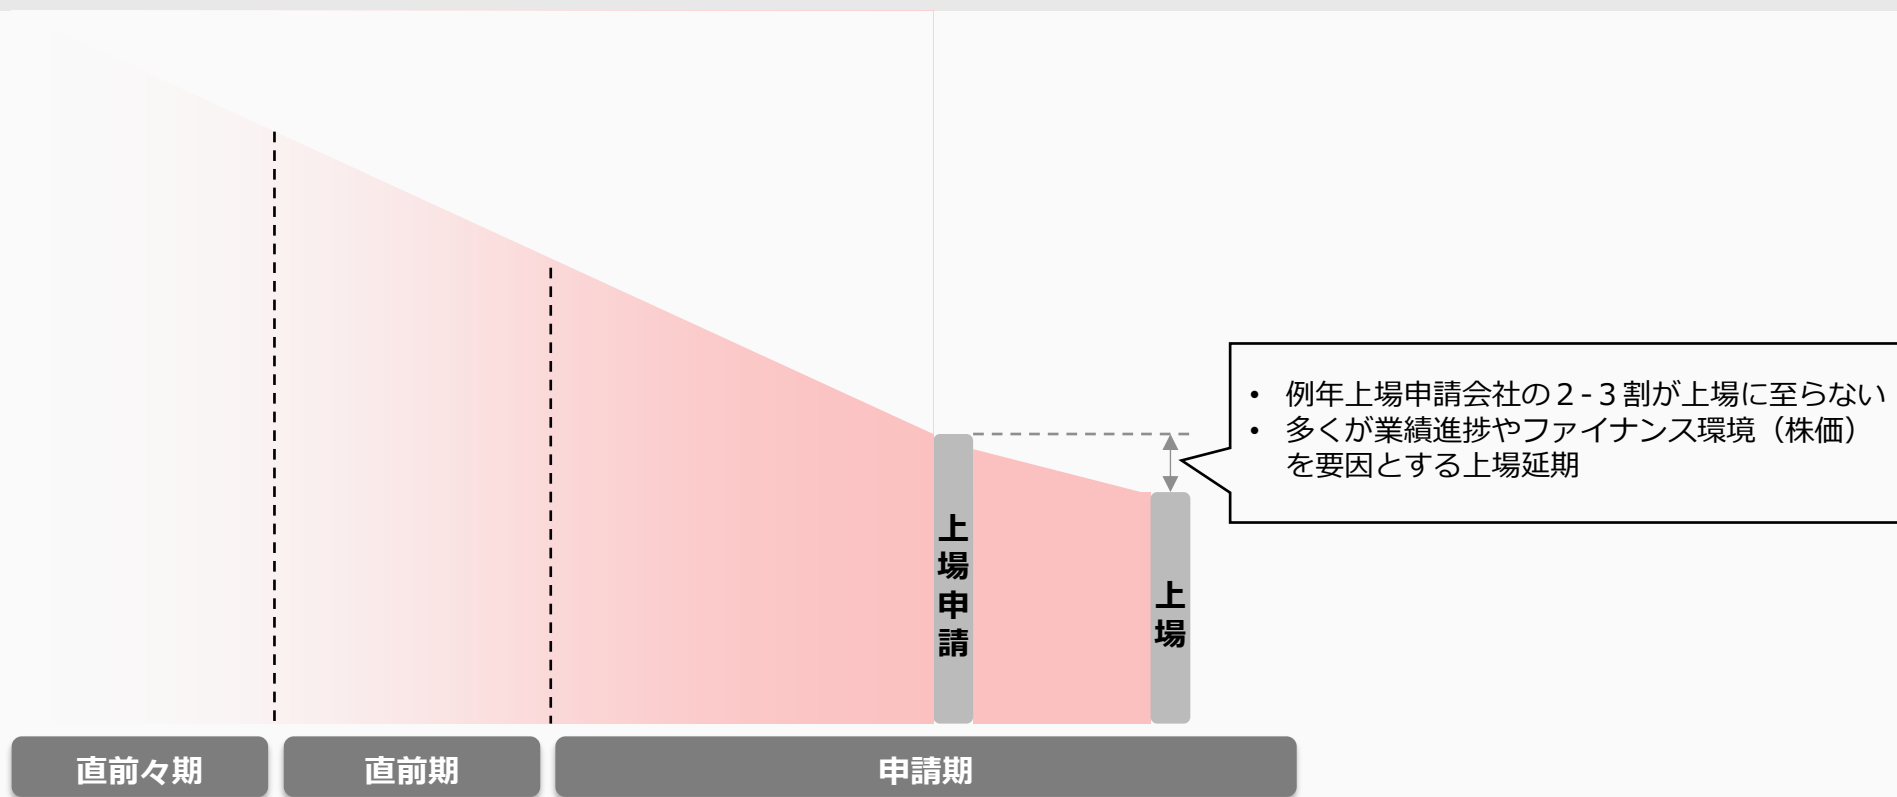 • 例年上場申請会社の２-３割が上場に至らない
• 多くが業績進捗やファイナンス環境（株価）
を要因とする上場延期
上場申請
上場
直前々期
直前期
申請期